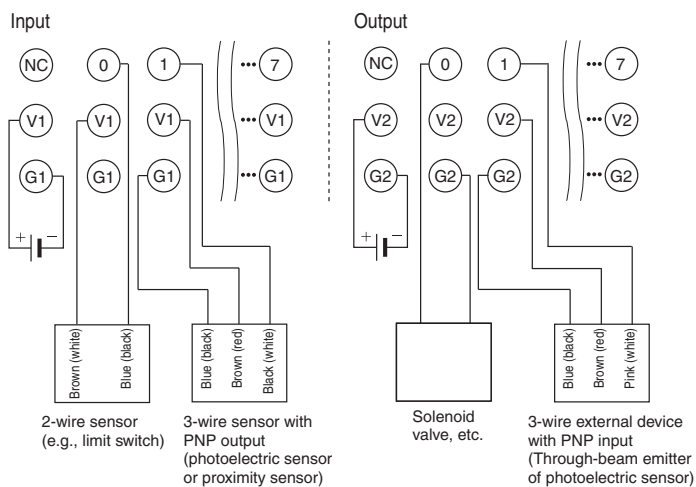 Input
Output
NC 0 1 ••• 7
NC 0 1 ••• 7
V1 V1 V1 ••• V1
V2 V2 V2 ••• V2
G1 G1 G1 ••• G1
G2 G2 G2 ••• G2
+ −
+ −
Brown (white)
Blue (black)
Blue (black)
Brown (red)
Black (white)
Blue (black)
Brown (red)
Pink (white)
2-wire sensor
(e.g., limit switch)
3-wire sensor with
PNP output
(photoelectric sensor
or proximity sensor)
Solenoid
valve, etc.
3-wire external device
with PNP input
(Through-beam emitter
of photoelectric sensor)